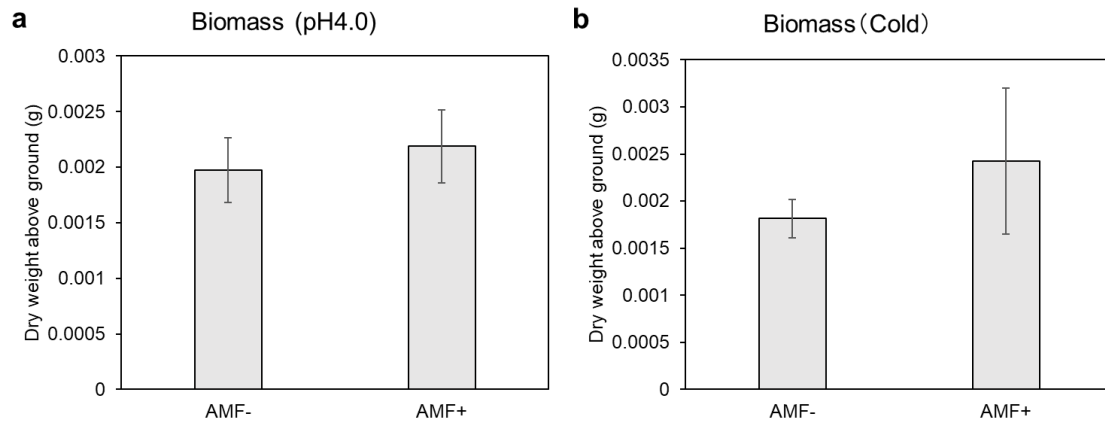 a
Biomass (pH4.0)
Dry weight above ground (g)
0.003
0.0025
0.002
0.0015
0.001
0.0005
0
AMF-
AMF+
b
Biomass（Cold）
Dry weight above ground (g)
0.0035
0.003
0.0025
0.002
0.0015
0.001
0.0005
0
AMF-
AMF+